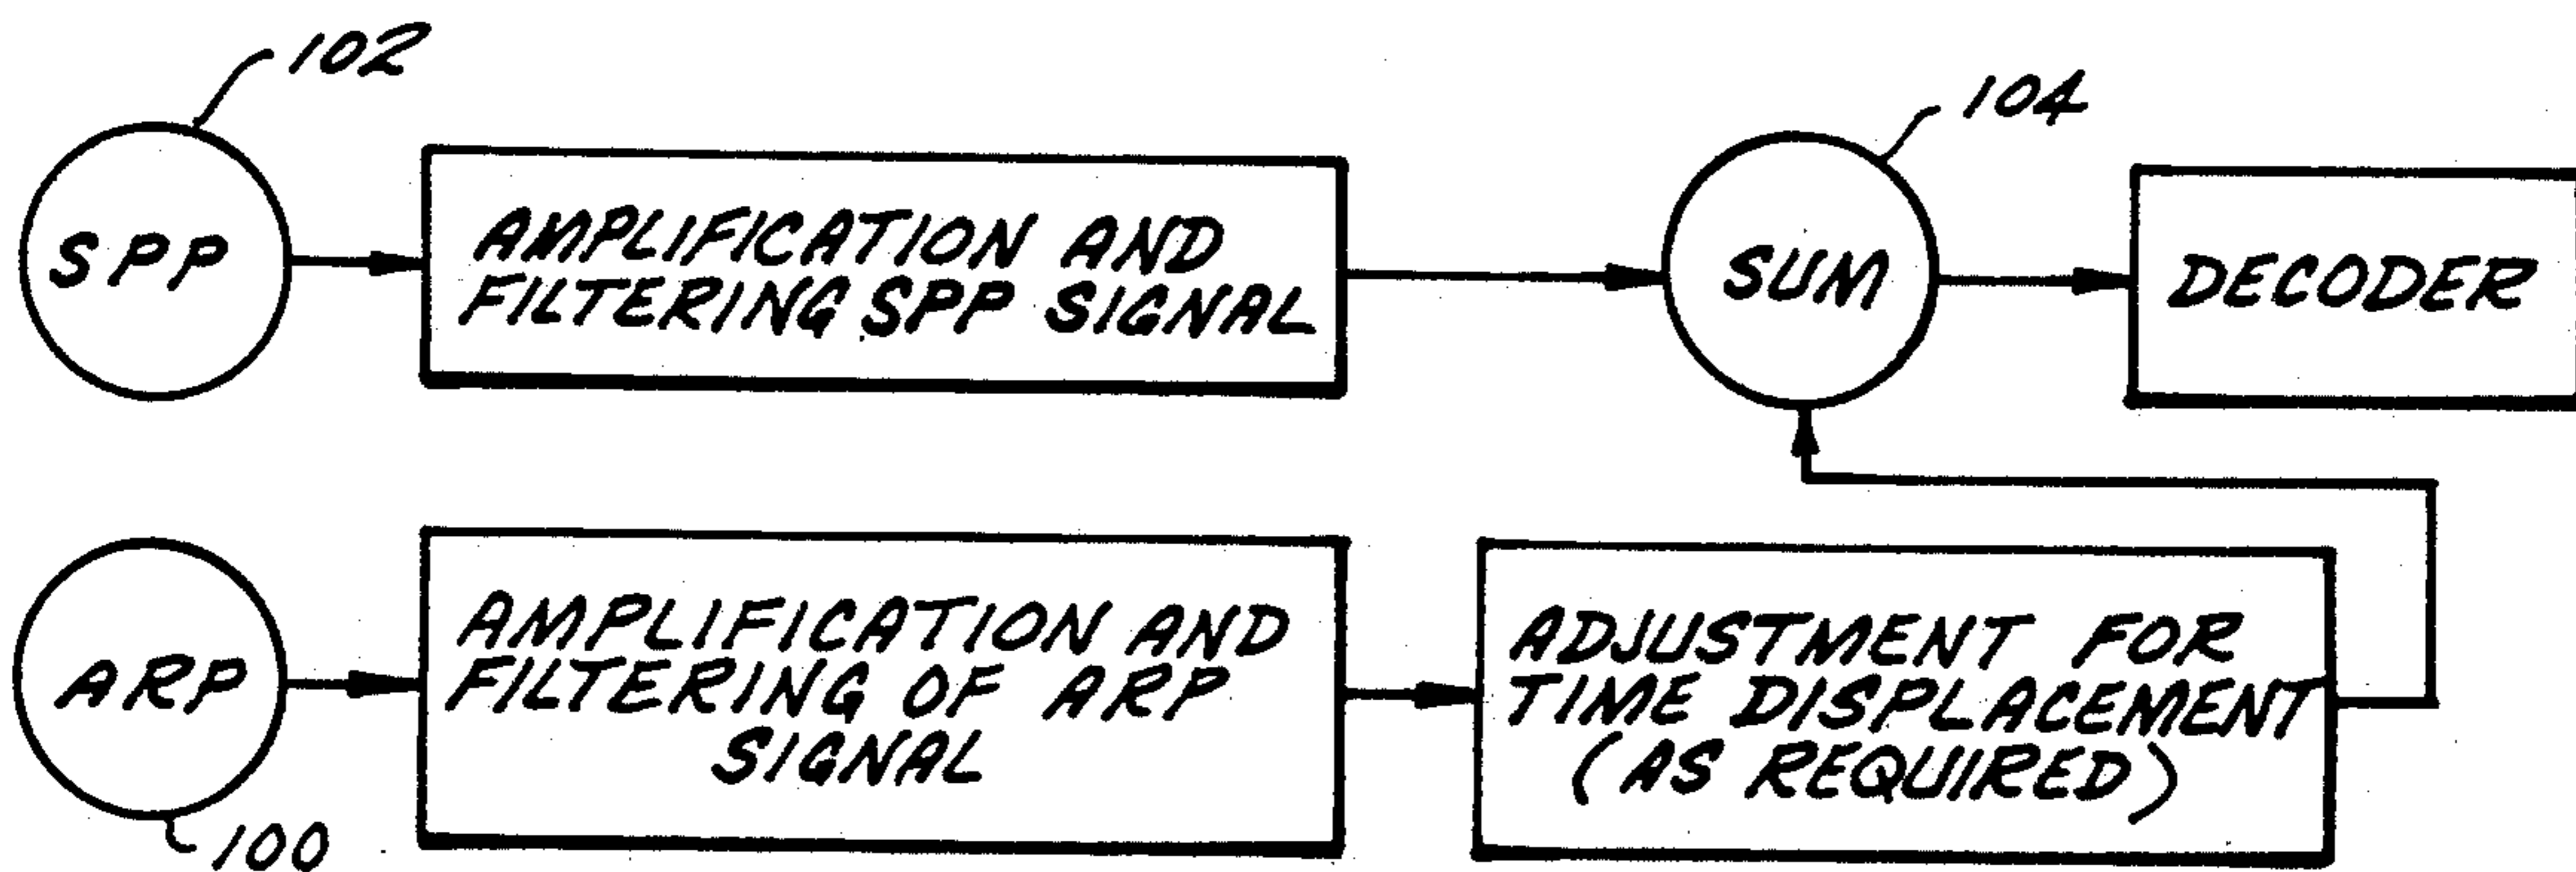 102
SPP
AMPLIFICATION AND
FILTERING SPP SIGNAL
104
SUM
DECODER
ARP
100
AMPLIFICATION AND
FILTERING OF ARP
SIGNAL
ADJUSTMENT FOR
TIME DISPLACEMENT
(AS REQUIRED)